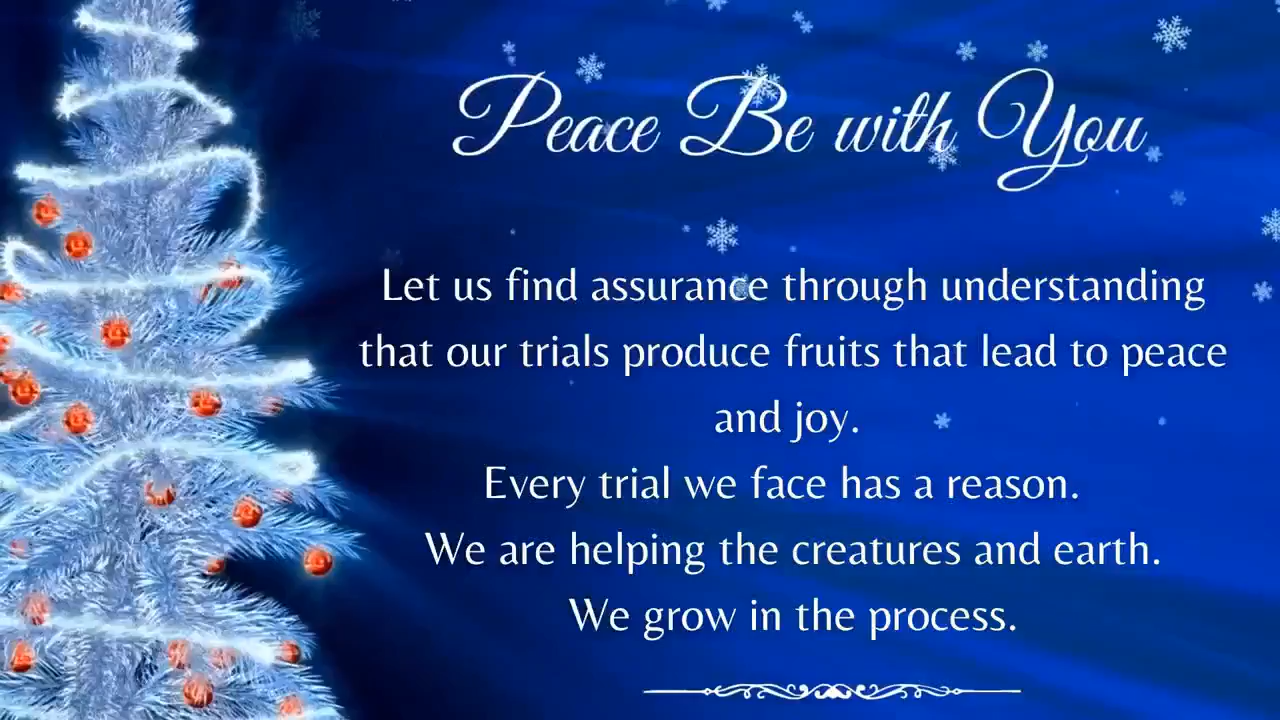 Peace Be with You
Let us find assurance through understanding
that our trials produce fruits that lead to peace
and joy.
Every trial we face has a reason.
We are helping the creatures and earth.
We grow in the process.